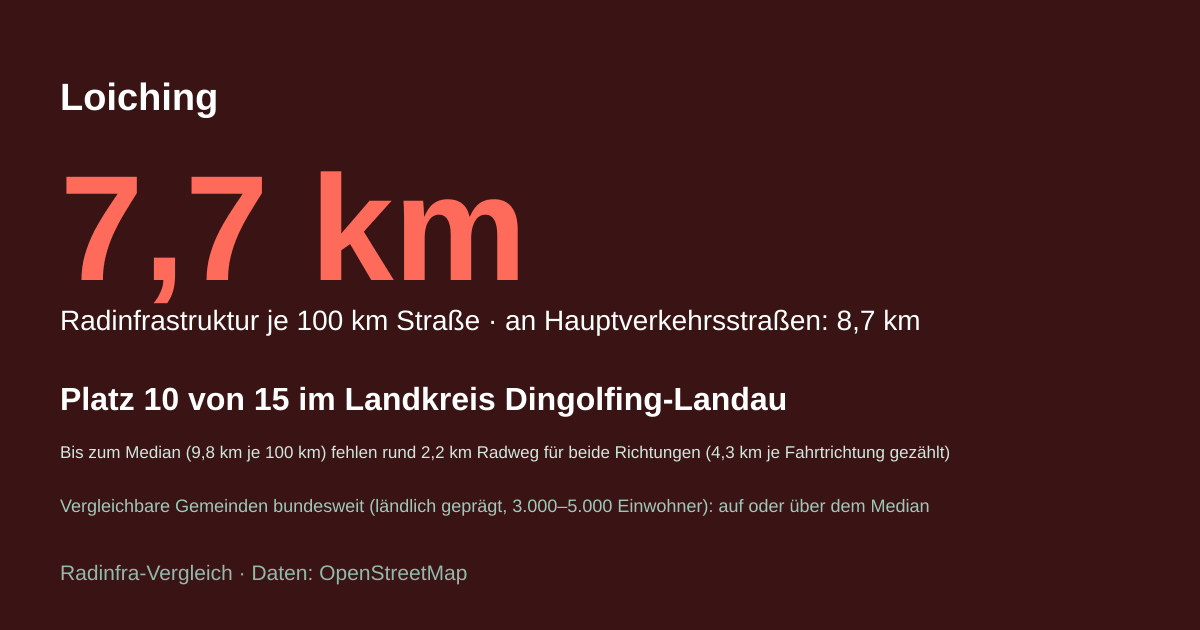 Loiching
7,7 km
Radinfrastruktur je 100 km Straße · an Hauptverkehrsstraßen: 8,7 km
Platz 10 von 15 im Landkreis Dingolfing-Landau
Bis zum Median (9,8 km je 100 km) fehlen rund 2,2 km Radweg für beide Richtungen (4,3 km je Fahrtrichtung gezählt)
Vergleichbare Gemeinden bundesweit (ländlich geprägt, 3.000–5.000 Einwohner): auf oder über dem Median
Radinfra-Vergleich · Daten: OpenStreetMap